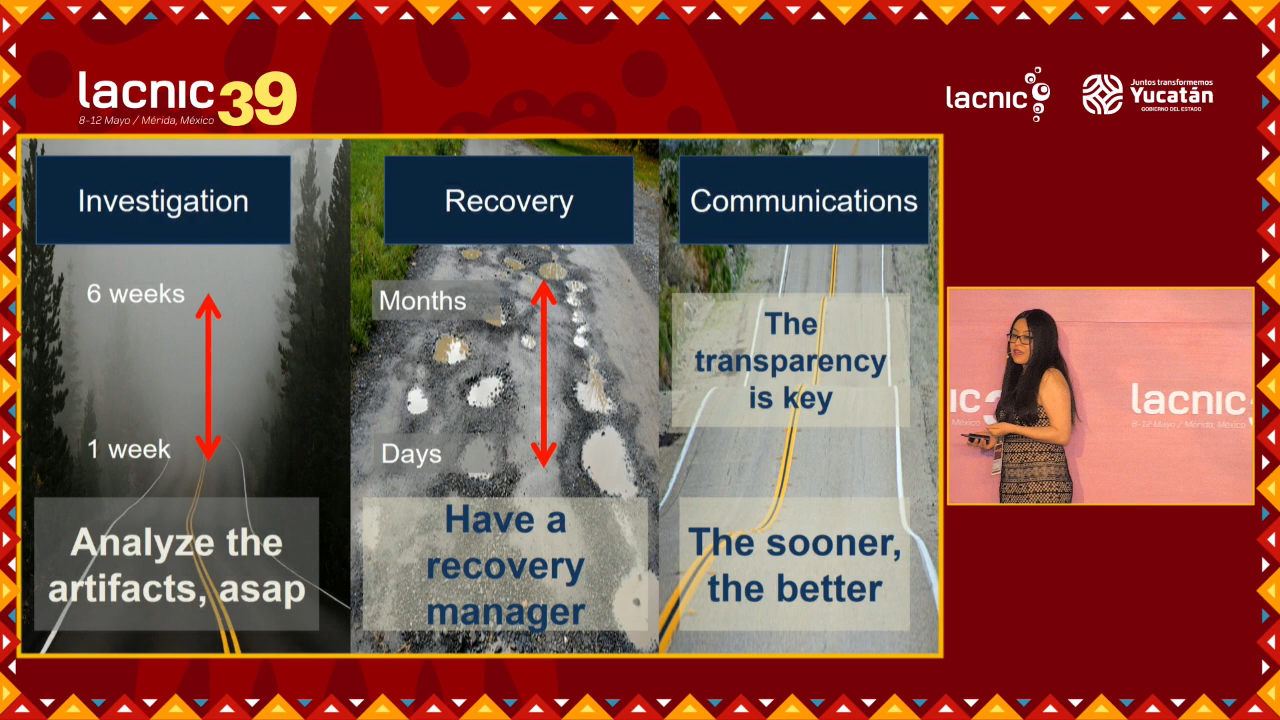 lacnic 39
8-12 Mayo / Mérida, México
lacnic
Juntos transformemos
Yucatán
GOBIERNO DEL ESTADO
Investigation
6 weeks
1 week
Analyze the
artifacts, asap
Recovery
Months
Days
Have a
recovery
manager
Communications
The
transparency
is key
The sooner,
the better
lacnic
8-12 Mayo / Mérida, México